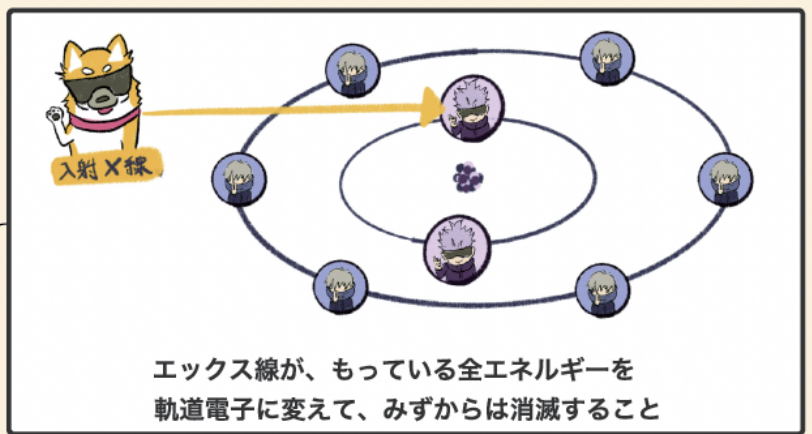 入射X線
エックス線が、もっている全エネルギーを
軌道電子に変えて、みずからは消滅すること